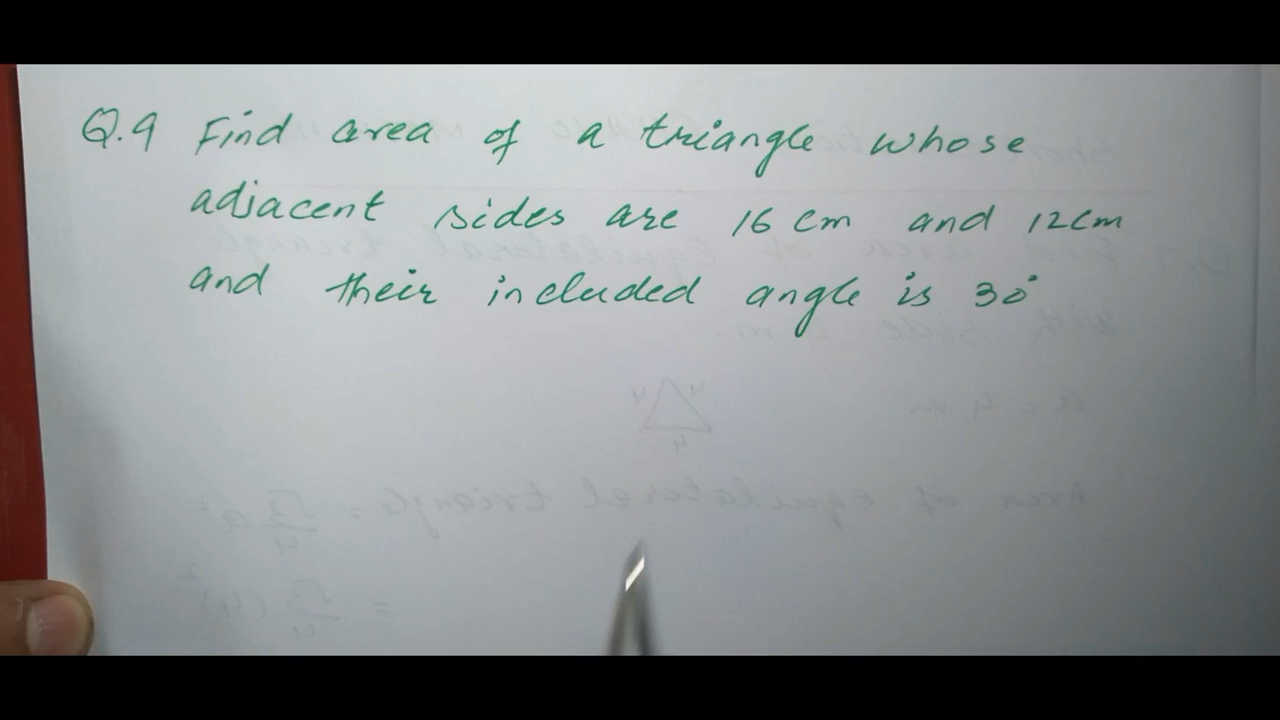 Q.9 Find area of a triangle whose
adjacent sides are 16 cm and 12cm
and their included angle is 30°